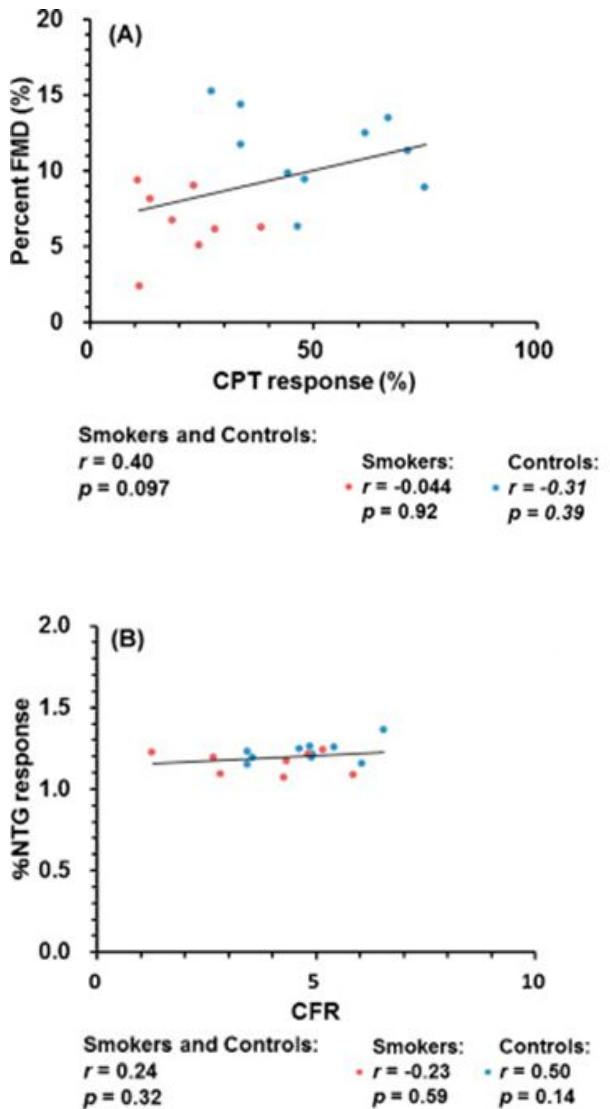 (A)
Percent FMD (%)
20
15
10
5
0
0 50 100
CPT response (%)
Smokers and Controls:
r = 0.40
p = 0.097
Smokers:
r = -0.044
p = 0.92
Controls:
r = -0.31
p = 0.39
(B)
%NTG response
2.0
1.5
1.0
0.5
0.0
0 5 10
CFR
Smokers and Controls:
r = 0.24
p = 0.32
Smokers:
r = -0.23
p = 0.59
Controls:
r = 0.50
p = 0.14